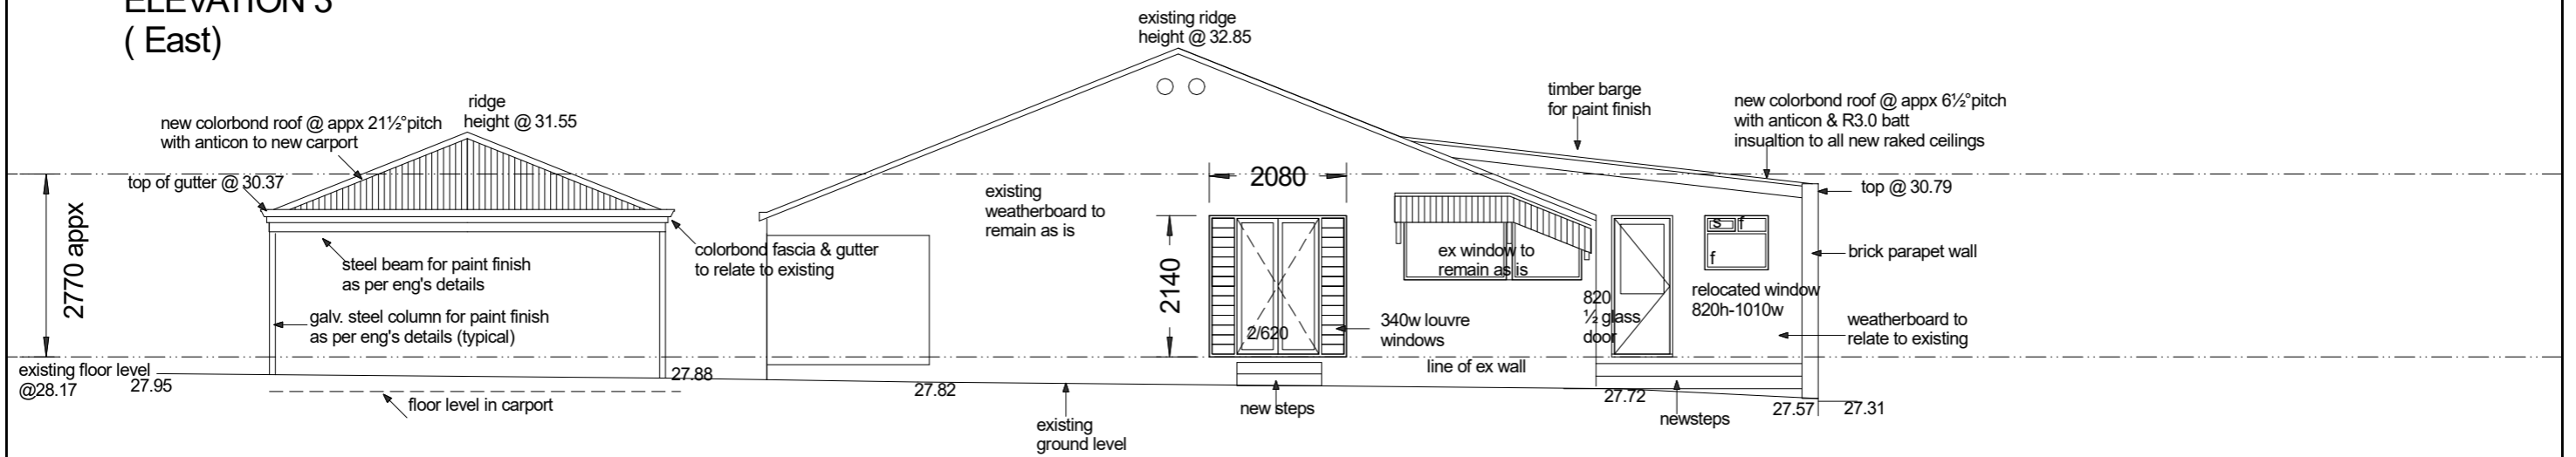 ELEVATION 3
( East)
existing ridge
height @ 32.85
ridge
height @ 31.55
new colorbond roof @ appx 21½°pitch
with anticon to new carport
top of gutter @ 30.37
2770 appx
steel beam for paint finish
as per eng's details
galv. steel column for paint finish
as per eng's details (typical)
existing floor level
@28.17
27.95
floor level in carport
27.88
colorbond fascia & gutter
to relate to existing
27.82
existing
weatherboard to
remain as is
existing
ground level
2080
2140
2/620
new steps
340w louvre
windows
ex window to
remain as is
line of ex wall
timber barge
for paint finish
new colorbond roof @ appx 6½°pitch
with anticon & R3.0 batt
insualtion to all new raked ceilings
top @ 30.79
s f
f
brick parapet wall
820
½ glass
door
relocated window
820h-1010w
weatherboard to
relate to existing
27.72
newsteps
27.57
27.31